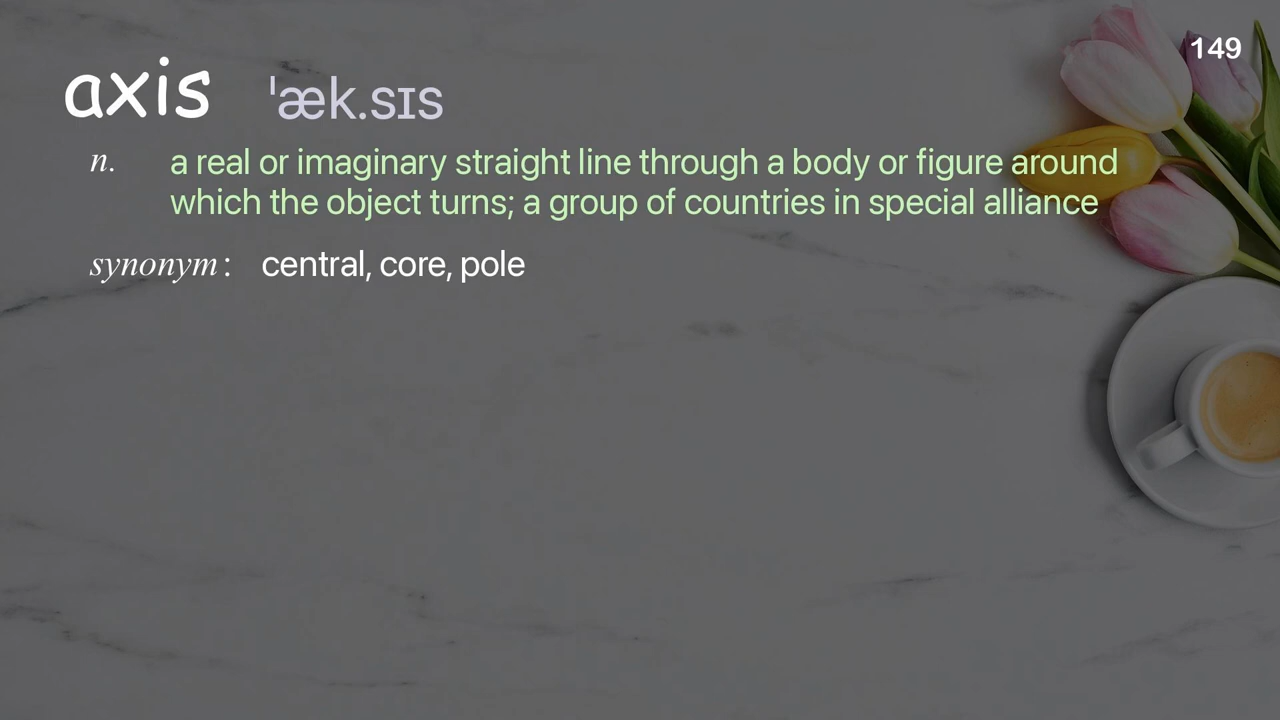 149
axis ˈæk.sɪs
n. a real or imaginary straight line through a body or figure around
which the object turns; a group of countries in special alliance
synonym : central, core, pole